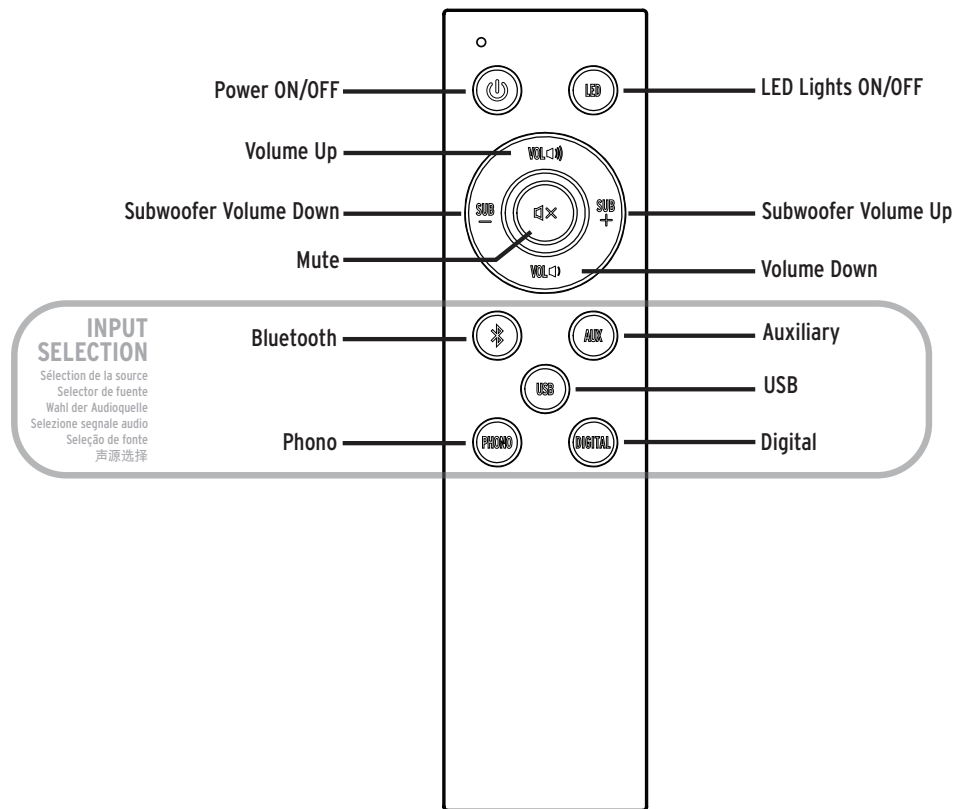 Power ON/OFF
LED
LED Lights ON/OFF
Volume Up
VOL
Subwoofer Volume Down
SUB
−
SUB
+
Subwoofer Volume Up
Mute
VOL
Volume Down
INPUT
SELECTION
Sélection de la source
Selector de fuente
Wahl der Audioquelle
Selezione segnale audio
Seleção de fonte
声源选择
Bluetooth
AUX
Auxiliary
USB
USB
Phono
PHONO
DIGITAL
Digital